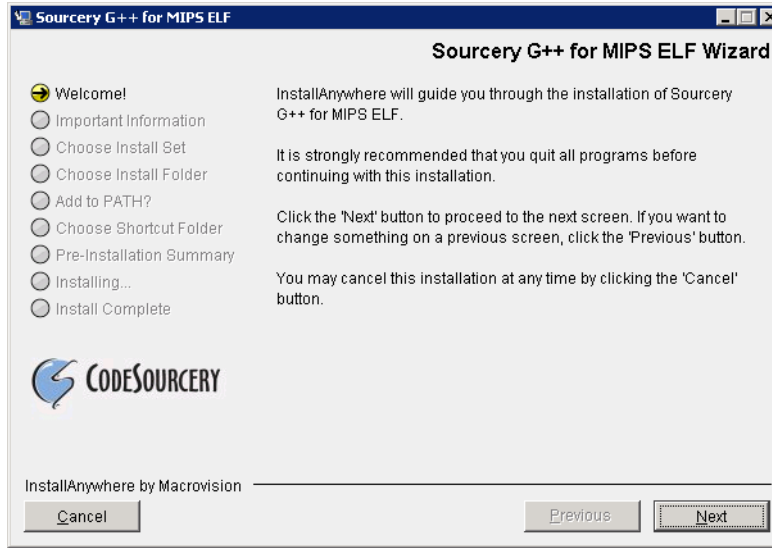 Sourcery G++ for MIPS ELF
Sourcery G++ for MIPS ELF Wizard
Welcome!
Important Information
Choose Install Set
Choose Install Folder
Add to PATH?
Choose Shortcut Folder
Pre-Installation Summary
Installing...
Install Complete
InstallAnywhere will guide you through the installation of Sourcery
G++ for MIPS ELF.
It is strongly recommended that you quit all programs before
continuing with this installation.
Click the 'Next' button to proceed to the next screen. If you want to
change something on a previous screen, click the 'Previous' button.
You may cancel this installation at any time by clicking the 'Cancel'
button.
CODESOURCERY
InstallAnywhere by Macrovision
Cancel
Previous
Next